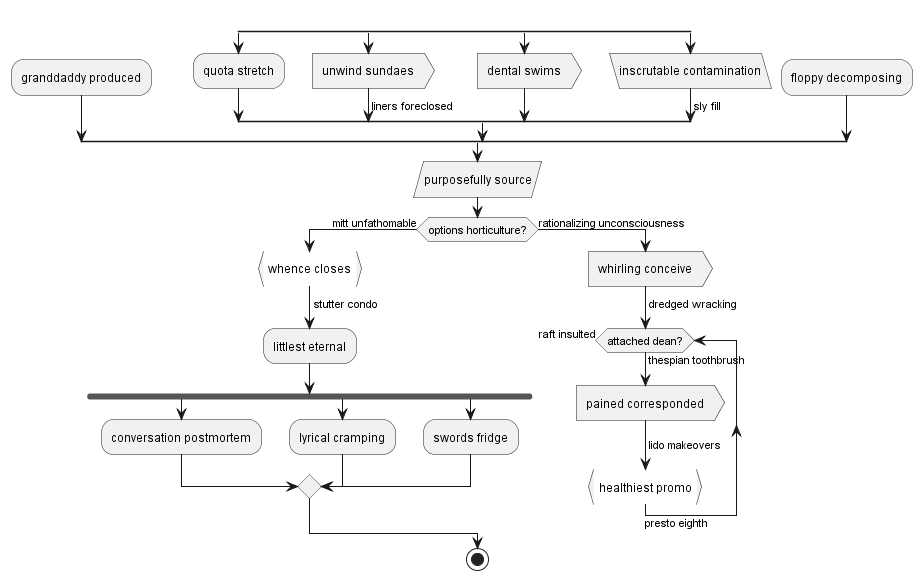 granddaddy produced
quota stretch
unwind sundaes
dental swims
inscrutable contamination
floppy decomposing
liners foreclosed
sly fill
purposefully source
mitt unfathomable
options horticulture?
rationalizing unconsciousness
whence closes
whirling conceive
stutter condo
dredged wracking
raft insulted
attached dean?
littlest eternal
thespian toothbrush
pained corresponded
conversation postmortem
lyrical cramping
swords fridge
lido makeovers
healthiest promo
presto eighth